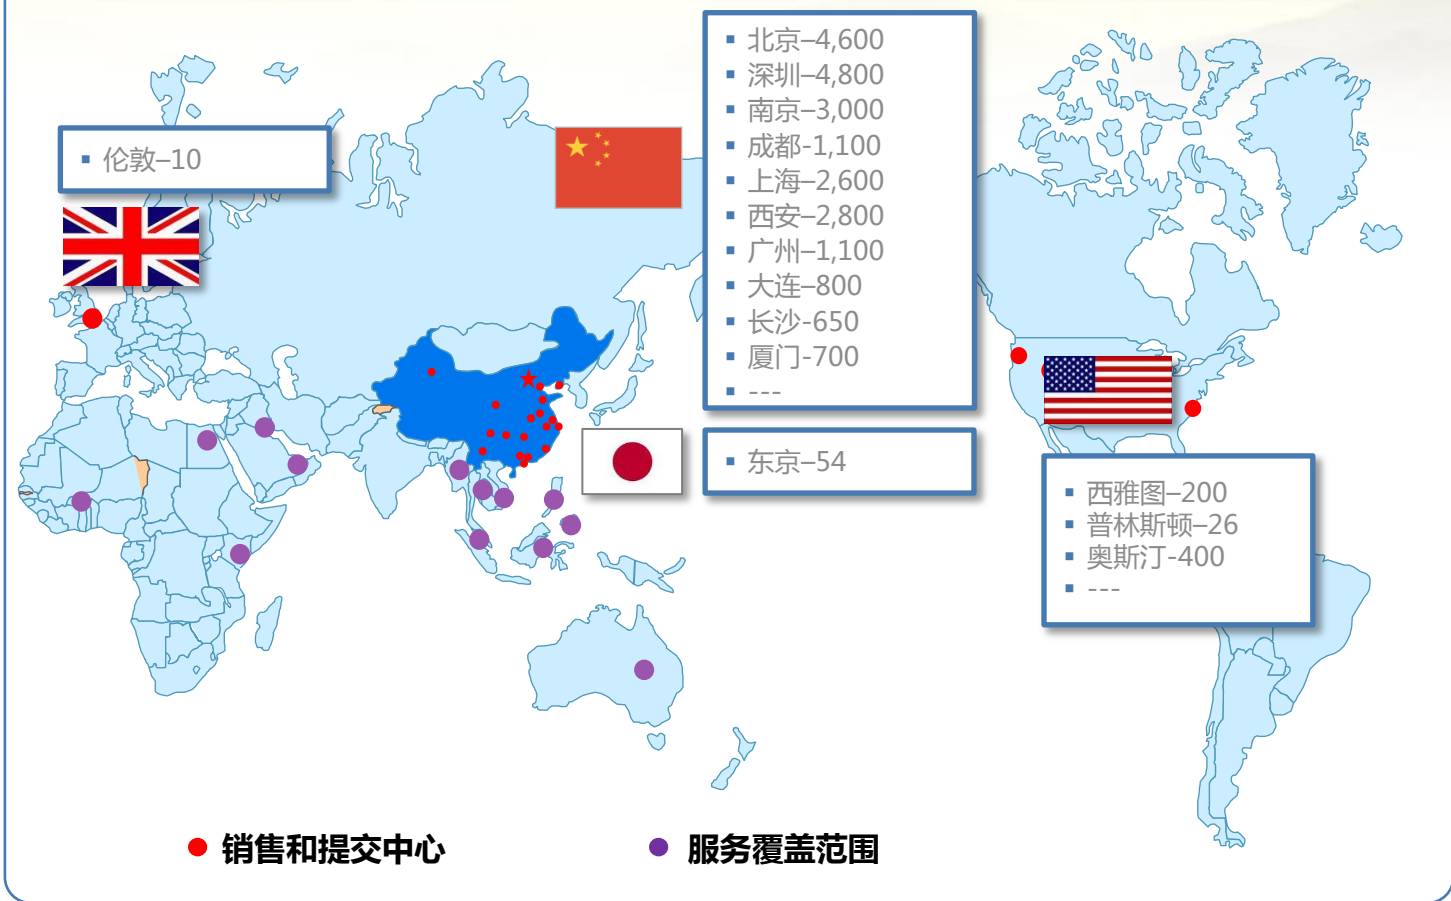 北京–4,600
深圳–4,800
南京–3,000
成都-1,100
上海–2,600
西安–2,800
广州–1,100
大连–800
长沙-650
厦门-700
---
伦敦–10
东京–54
西雅图–200
普林斯顿–26
奥斯汀-400
---
销售和提交中心
服务覆盖范围